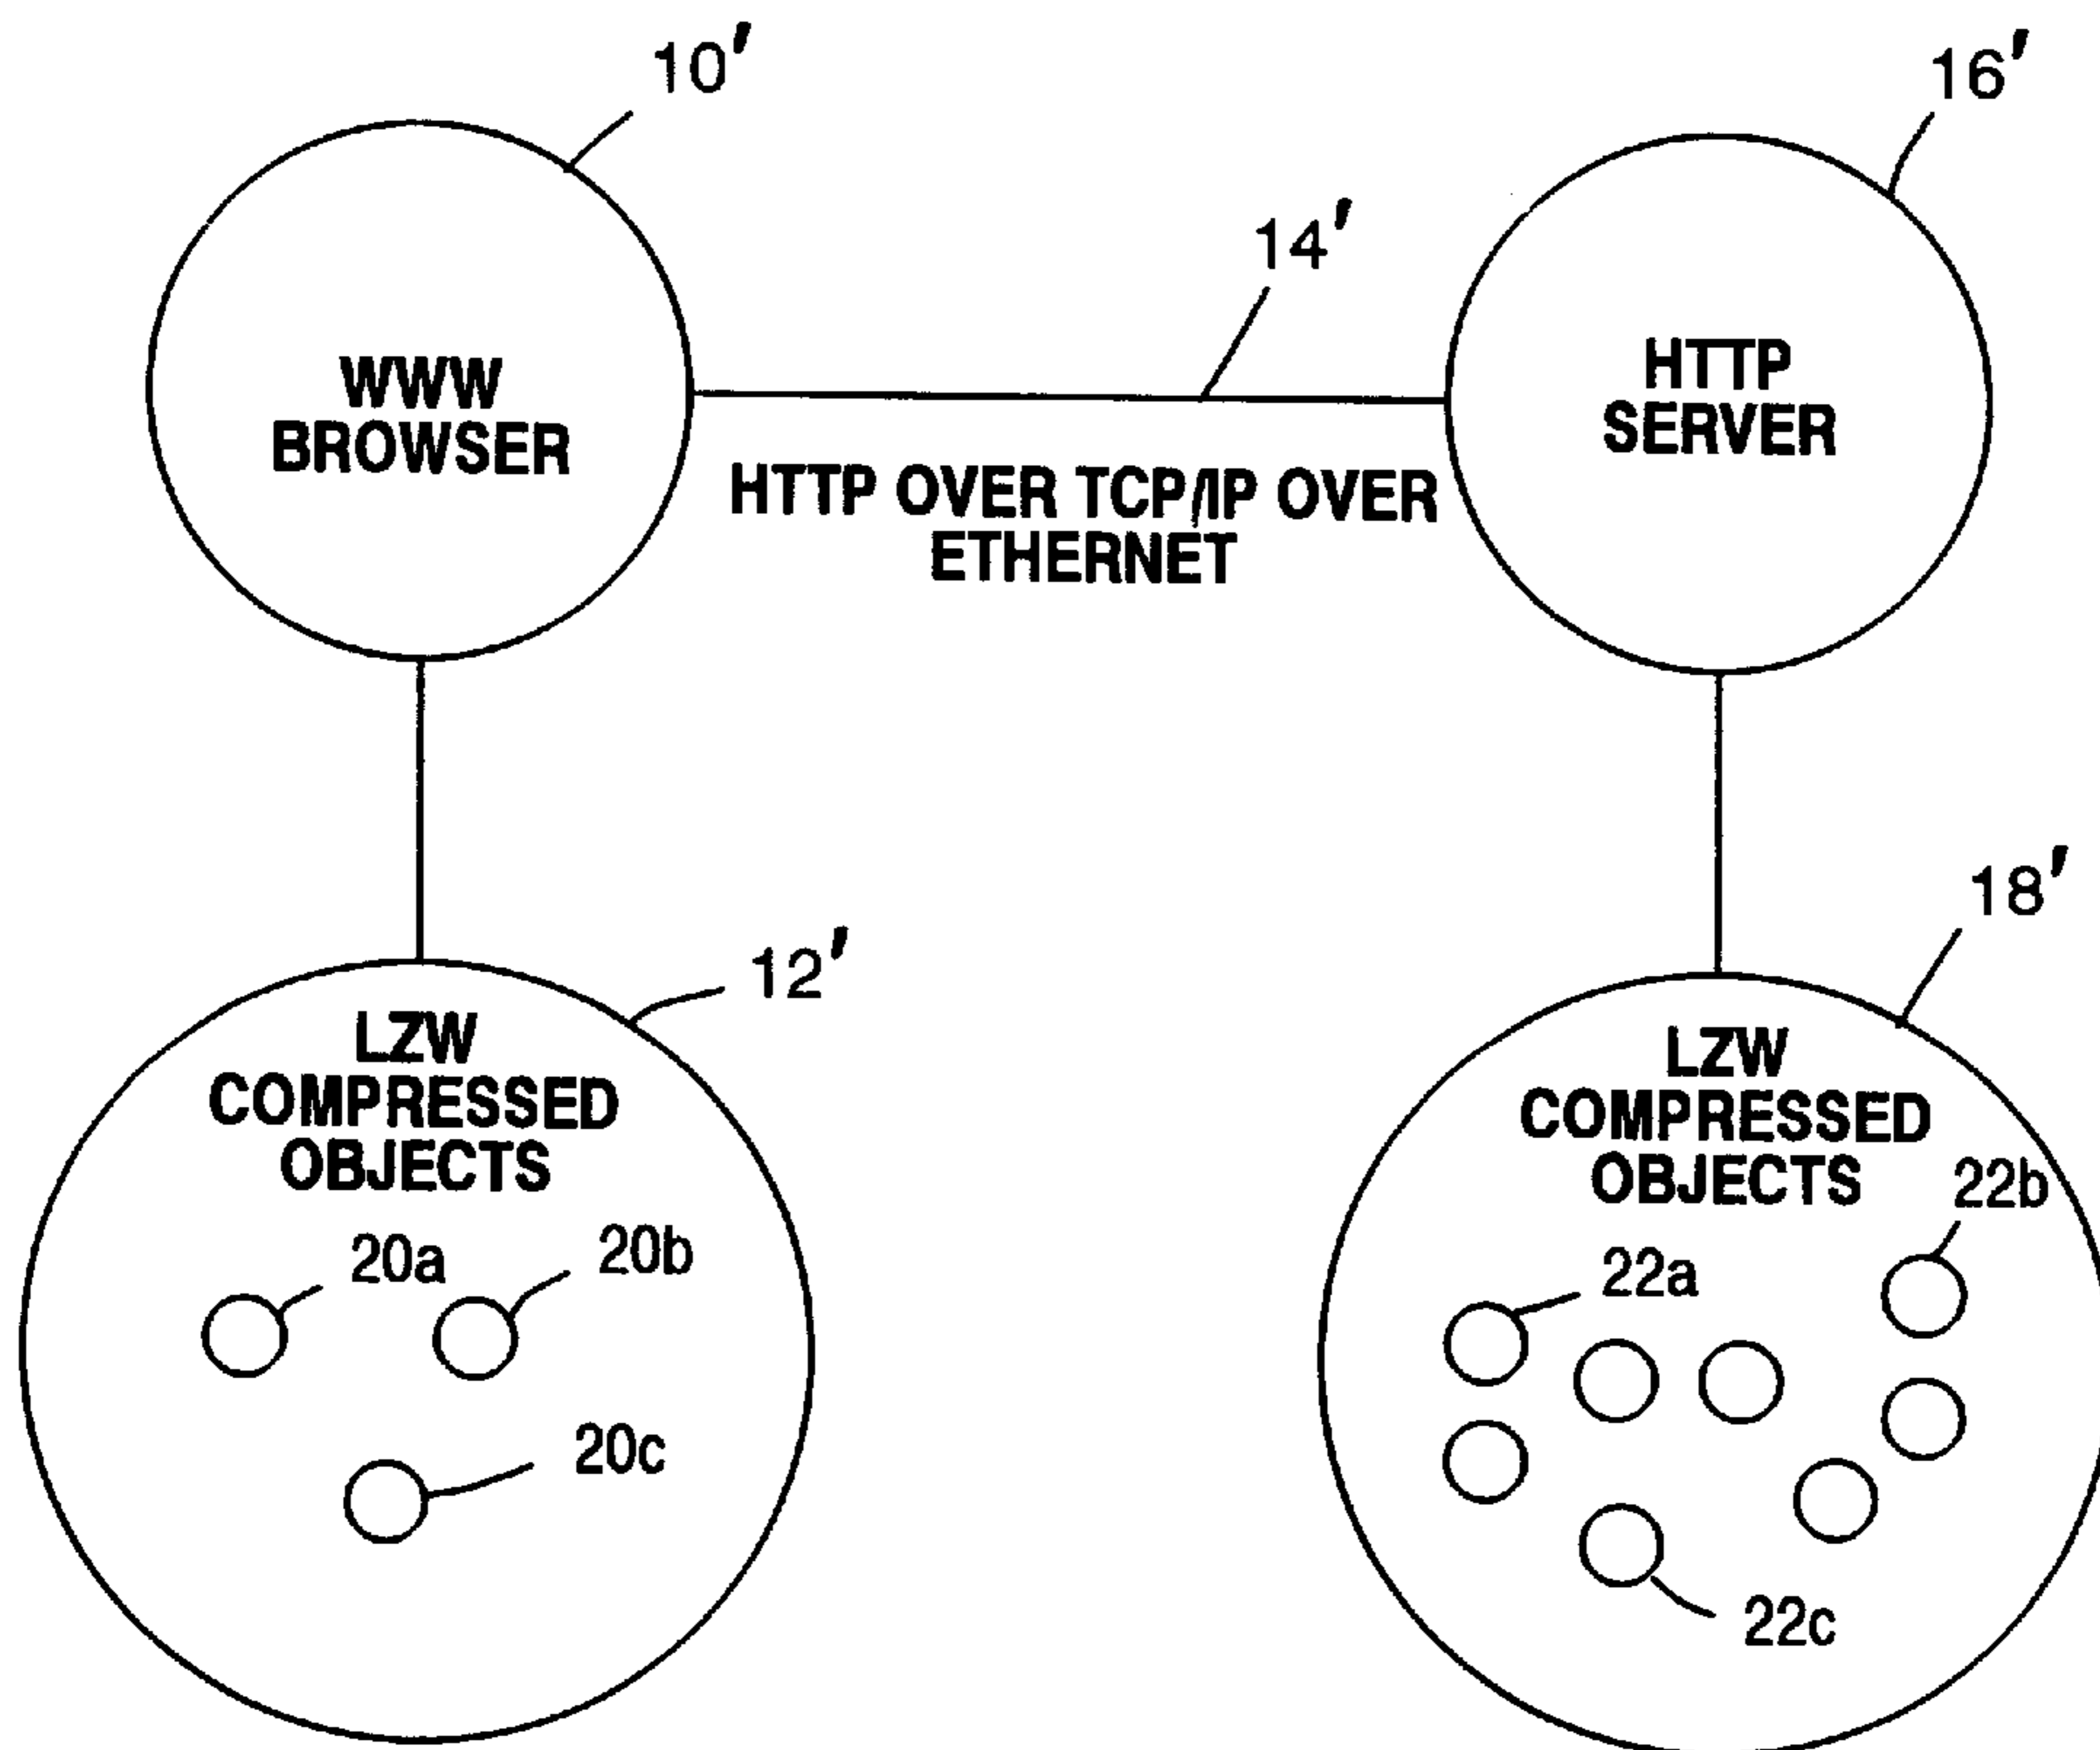 10'
16'
14'
WWW
BROWSER
HTTP
SERVER
HTTP OVER TCP/IP OVER
ETHERNET
12'
18'
LZW
COMPRESSED
OBJECTS
20a
20b
20c
LZW
COMPRESSED
OBJECTS
22b
22a
22c